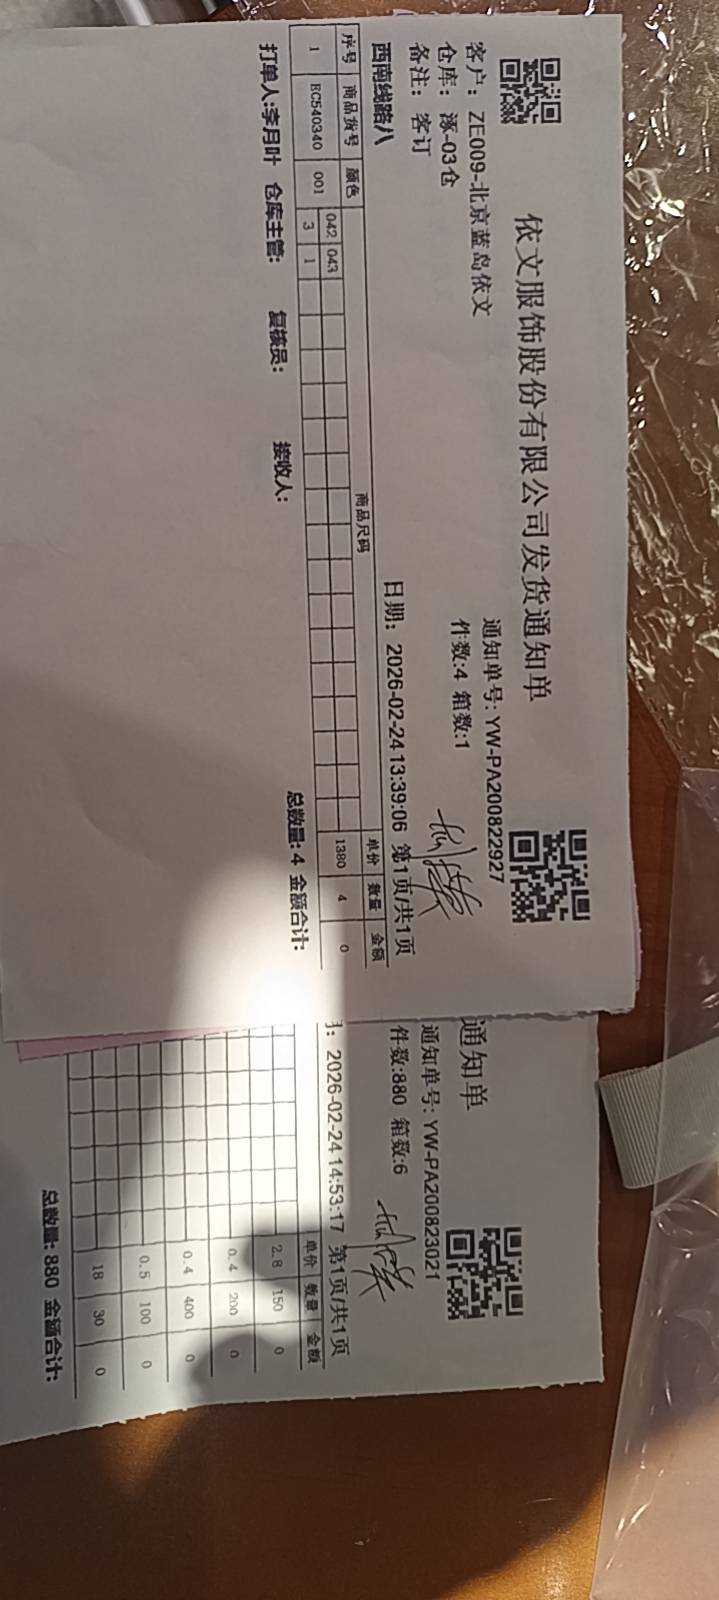 依文服饰股份有限公司发货通知单
客户： ZE009-北京蓝岛依文
通知单号: YW-PA200822927
仓库： 涿-03仓
件数:4 箱数:1
备注： 客订
西南线路八
日期： 2026-02-24 13:39:06 第1页/共1页
序号 商品货号 颜色 商品尺码 单价 数量 金额
042 043
1 EC540340 001 3 1 1380 4 0
总数量: 4 金额合计:
打单人:李月叶 仓库主管: 复核员: 接收人:
通知单
通知单号: YW-PA200823021
件数:880 箱数:6
: 2026-02-24 14:53:17 第1页/共1页
单价 数量 金额
2.8 150 0
0.4 200 0
0.4 400 0
0.5 100 0
18 30 0
总数量: 880 金额合计: